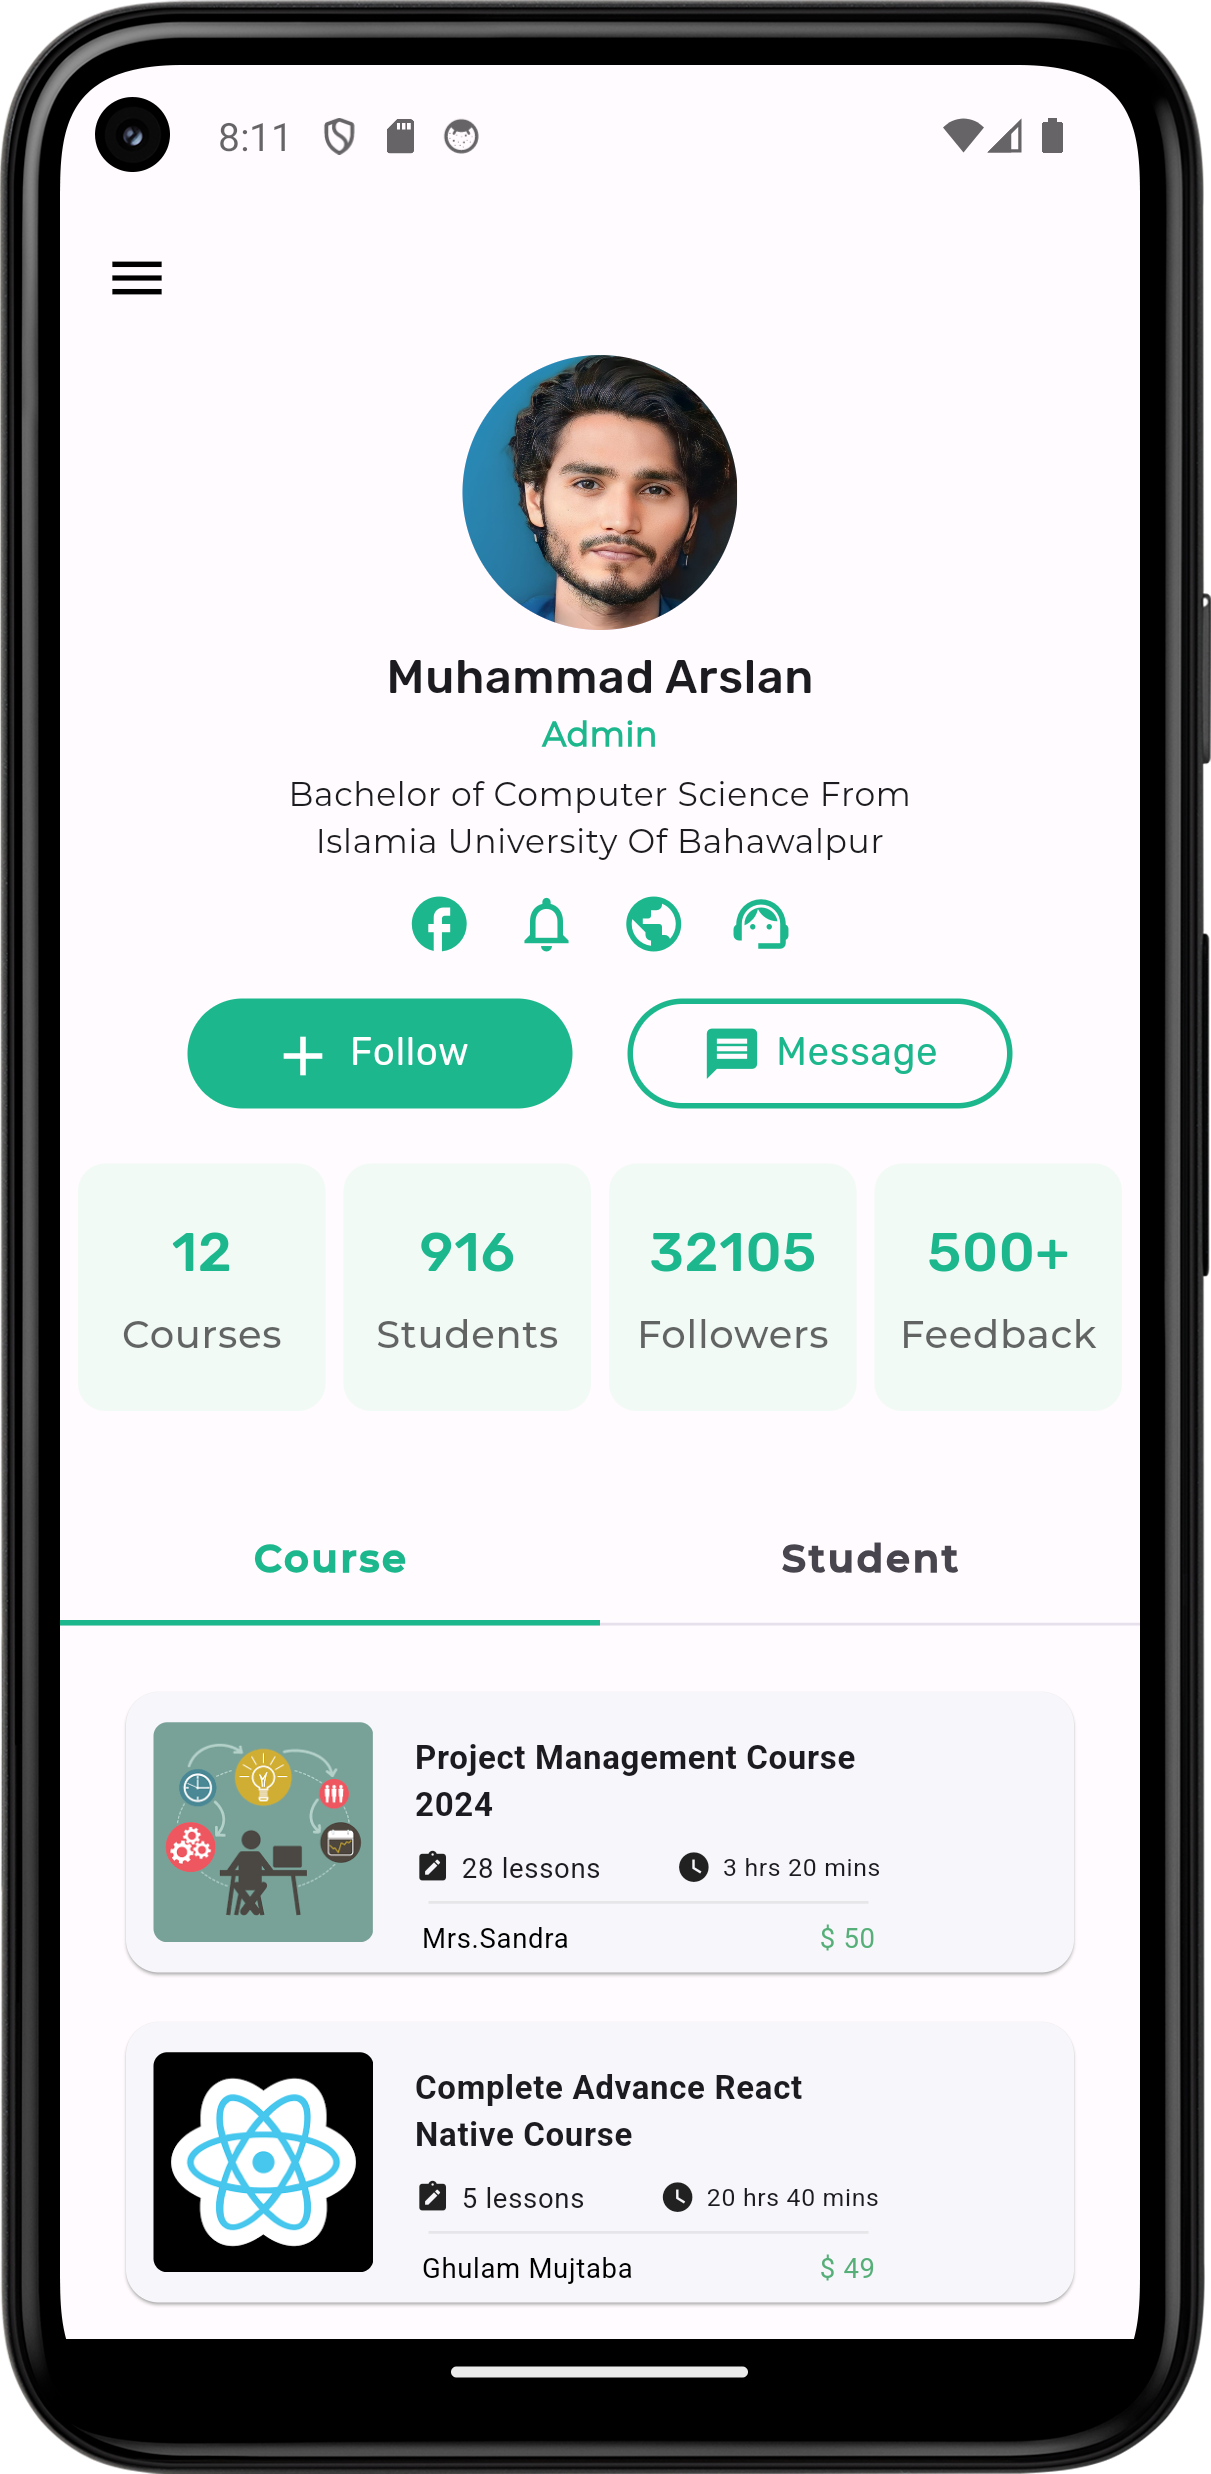 8:11
Muhammad Arslan
Admin
Bachelor of Computer Science From
Islamia University Of Bahawalpur
Follow
Message
12
Courses
916
Students
32105
Followers
500+
Feedback
Course
Student
Project Management Course
2024
28 lessons
3 hrs 20 mins
Mrs.Sandra
$ 50
Complete Advance React
Native Course
5 lessons
20 hrs 40 mins
Ghulam Mujtaba
$ 49